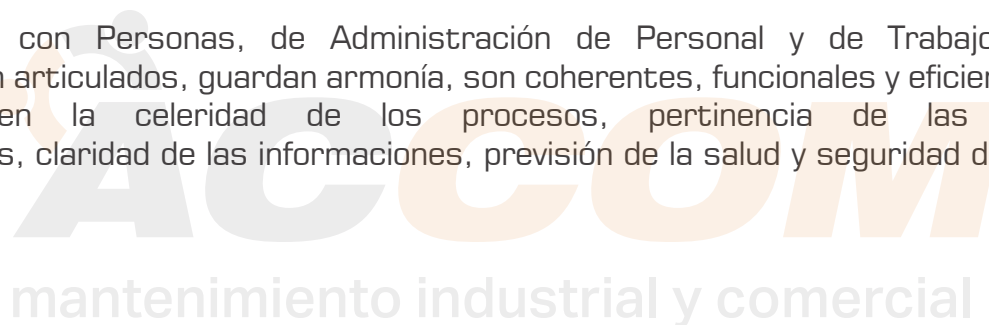 con Personas, de Administración de Personal y de Trabajo
articulados, guardan armonía, son coherentes, funcionales y
en la celeridad de los procesos, pertinencia de las
claridad de las informaciones, previsión de la salud y seguridad
ACCOM
mantenimiento industrial y comercial